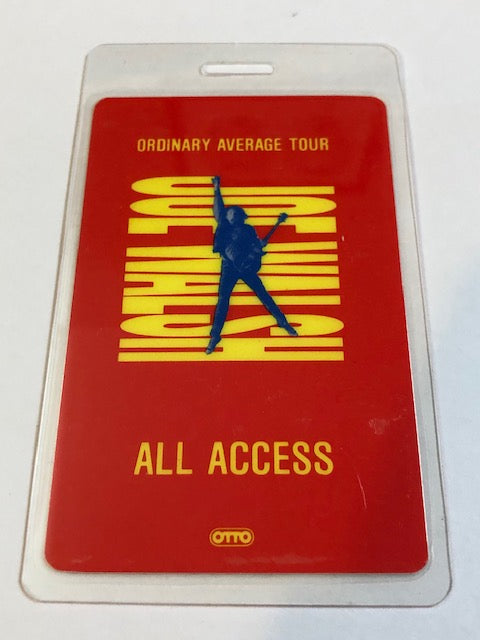 ORDINARY AVERAGE TOUR
JOE
WALSH
ALL ACCESS
OTTO